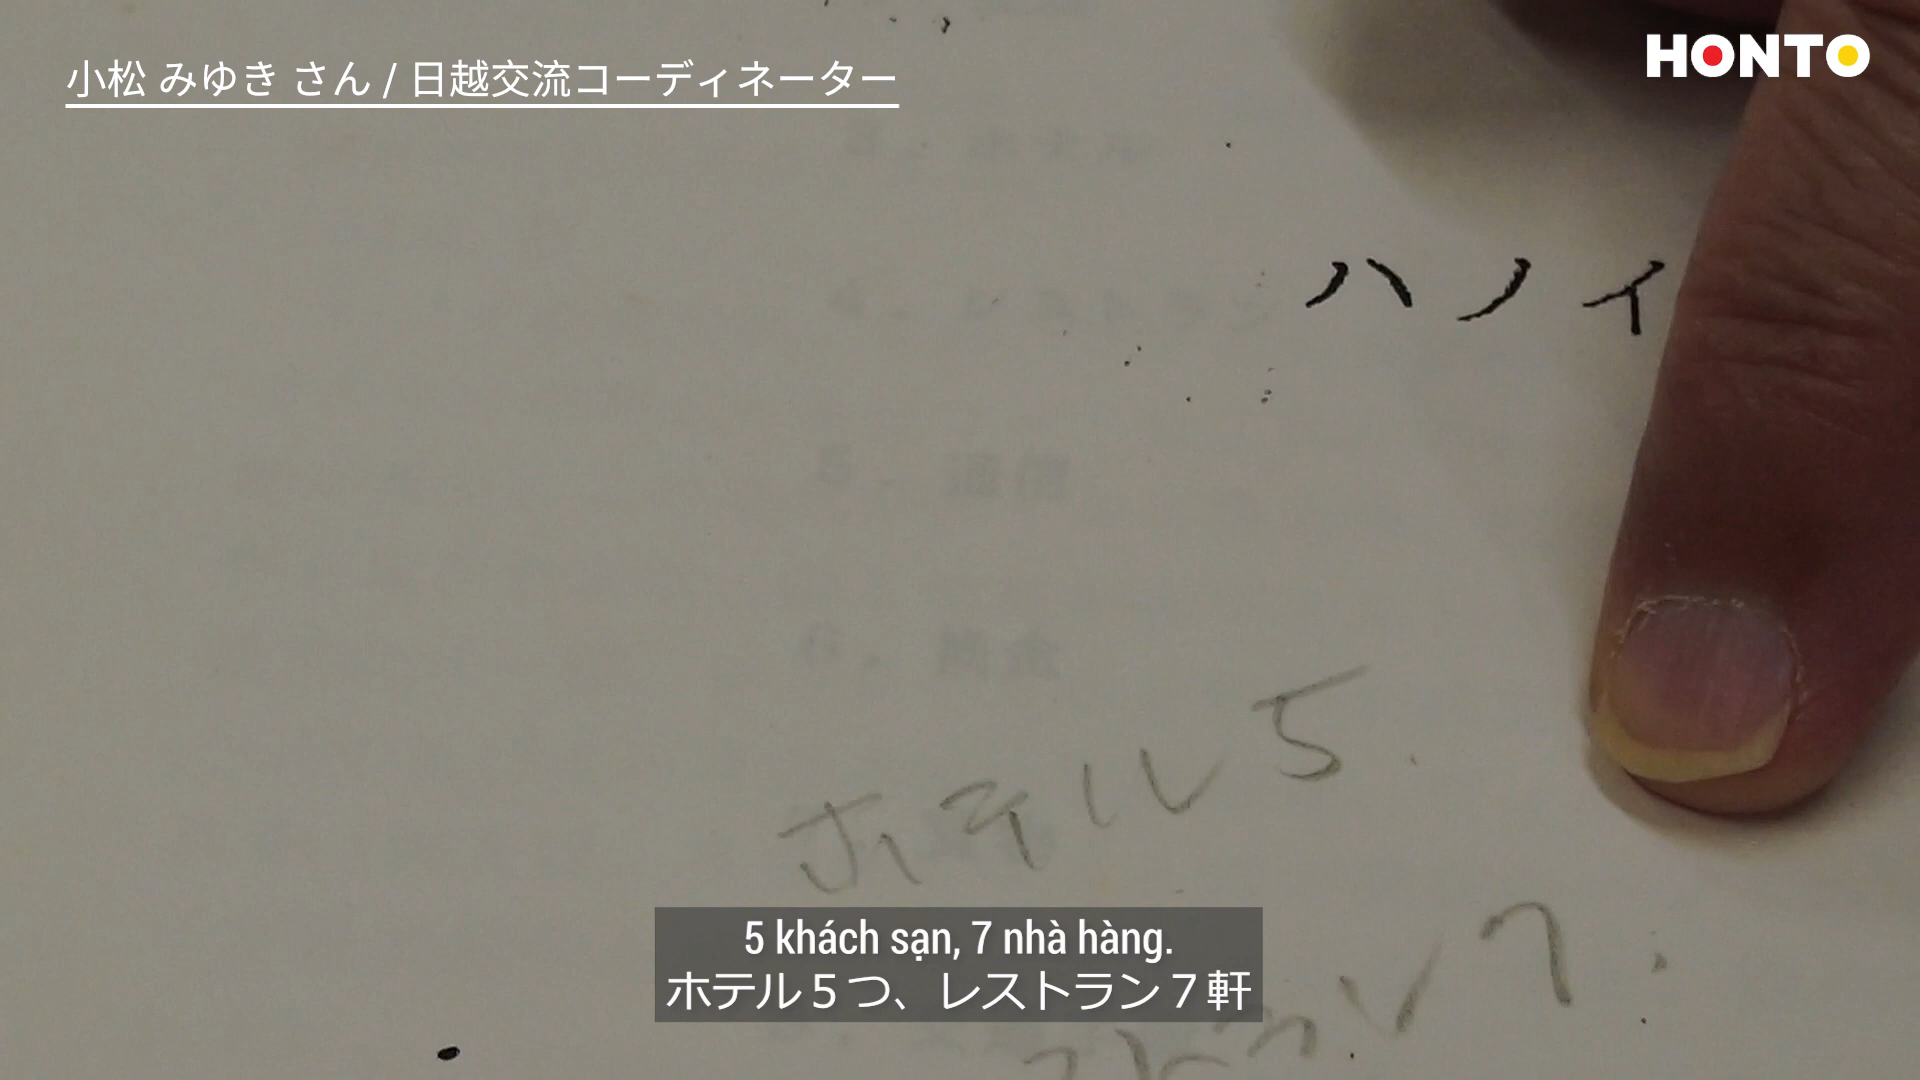 小松 みゆき さん / 日越交流コーディネーター
HONTO
ハノイ
ホテル 5.
7.
5 khách sạn, 7 nhà hàng.
ホテル５つ、レストラン７軒